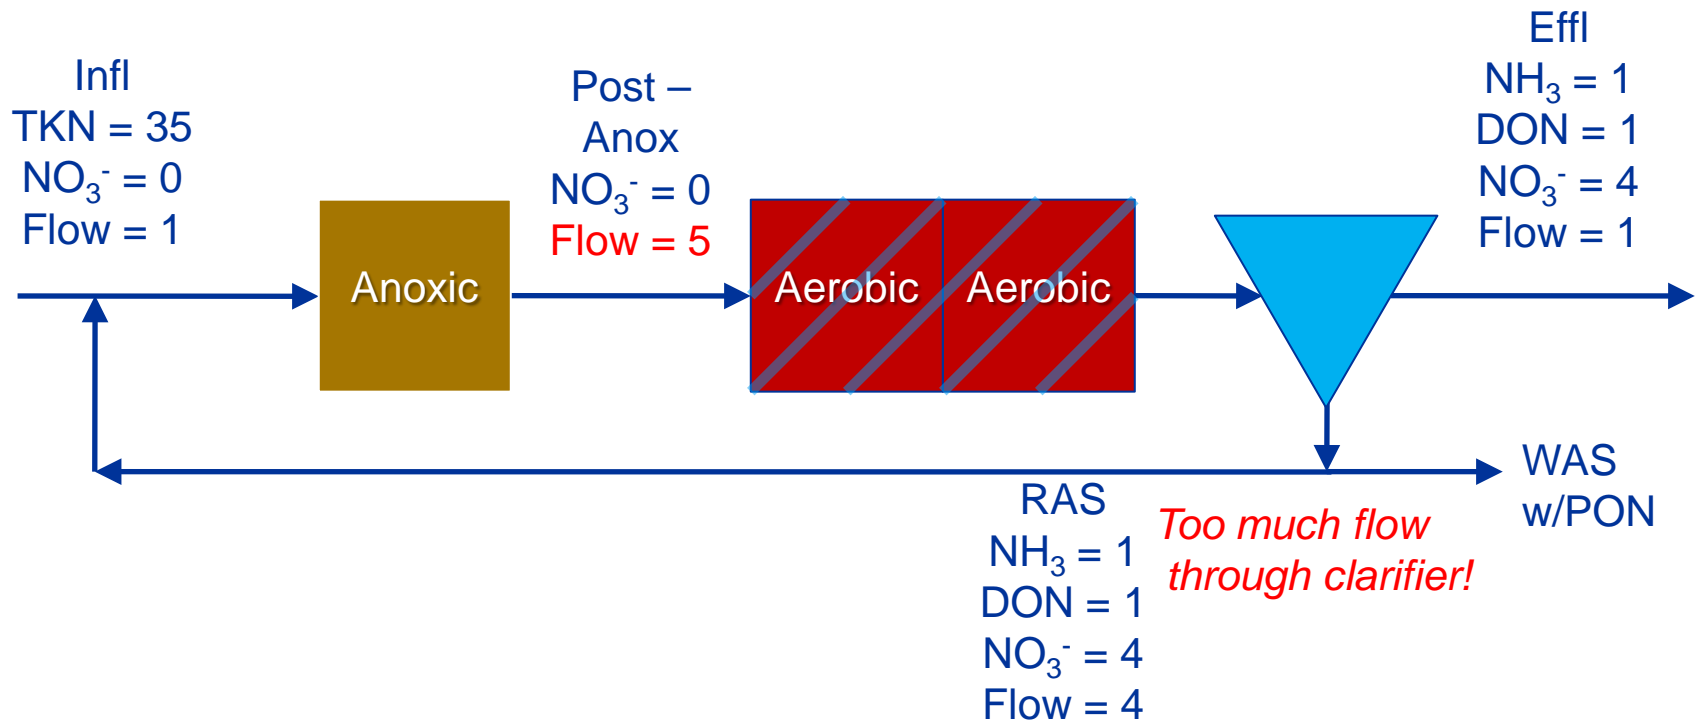 Infl
TKN = 35
NO₃⁻ = 0
Flow = 1
Post –
Anox
NO₃⁻ = 0
Flow = 5
Effl
NH₃ = 1
DON = 1
NO₃⁻ = 4
Flow = 1
Anoxic
Aerobic
Aerobic
WAS
w/PON
RAS
NH₃ = 1
DON = 1
NO₃⁻ = 4
Flow = 4
Too much flow
through clarifier!